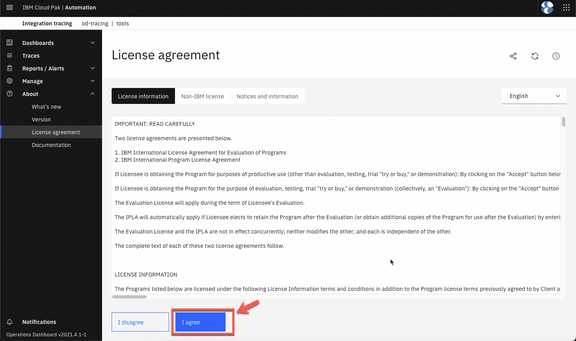 IBM Cloud Pak | Automation
Integration tracing od-tracing | tools
Dashboards
Traces
Reports / Alerts
Manage
About
What's new
Version
License agreement
Documentation
Notifications
Operations Dashboard v2021.4.1-1
License agreement
License information Non-IBM license Notices and information
English
IMPORTANT: READ CAREFULLY
Two license agreements are presented below.
1. IBM International License Agreement for Evaluation of Programs
2. IBM International Program License Agreement
If Licensee is obtaining the Program for purposes of productive use (other than evaluation, testing, trial "try or buy," or demonstration): By clicking on the "Accept" button below
If Licensee is obtaining the Program for the purpose of evaluation, testing, trial "try or buy," or demonstration (collectively, an "Evaluation"): By clicking on the "Accept" button
The Evaluation License will apply during the term of Licensee's Evaluation.
The IPLA will automatically apply if Licensee elects to retain the Program after the Evaluation (or obtain additional copies of the Program for use after the Evaluation) by enteri
The Evaluation License and the IPLA are not in effect concurrently; neither modifies the other; and each is independent of the other.
The complete text of each of these two license agreements follow.
LICENSE INFORMATION
The Programs listed below are licensed under the following License Information terms and conditions in addition to the Program license terms previously agreed to by Client a
I disagree
I agree